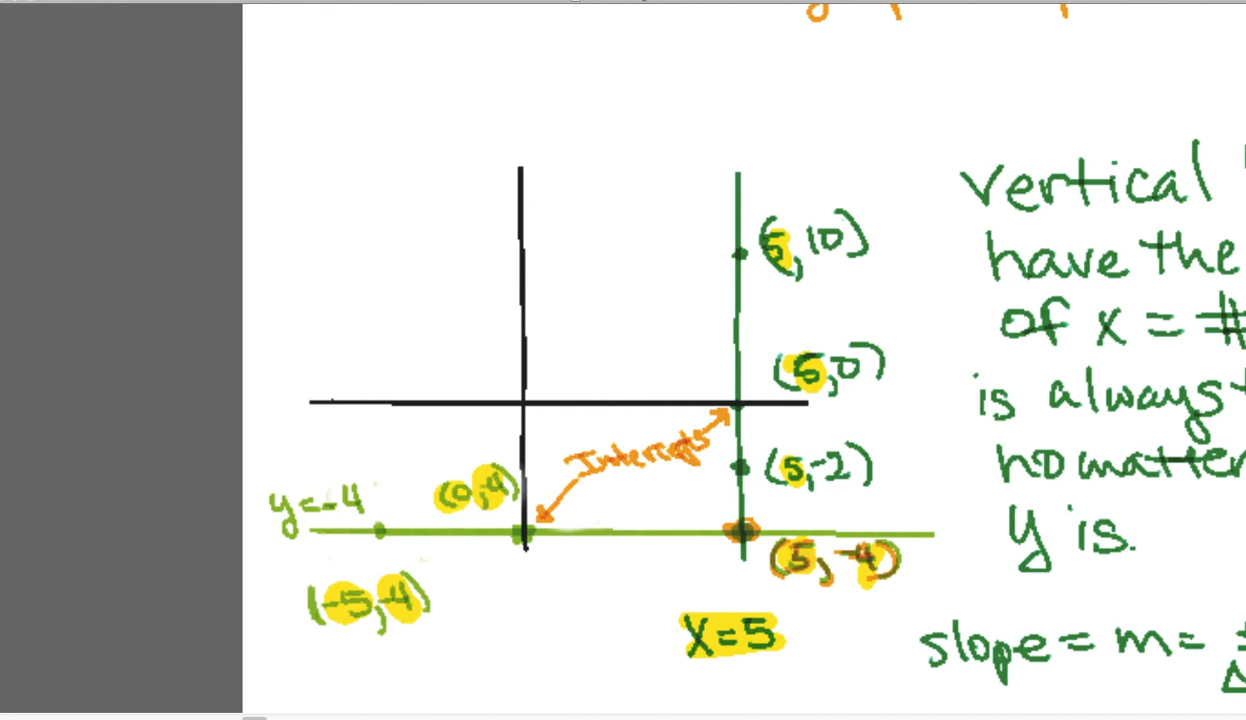 (5,10)
(5,0)
Intercepts
(5,-2)
y=-4
(0,-4)
(5,-4)
(-5,-4)
x=5
vertical
have the
of x = #
is always
no matter
y is.
slope = m =